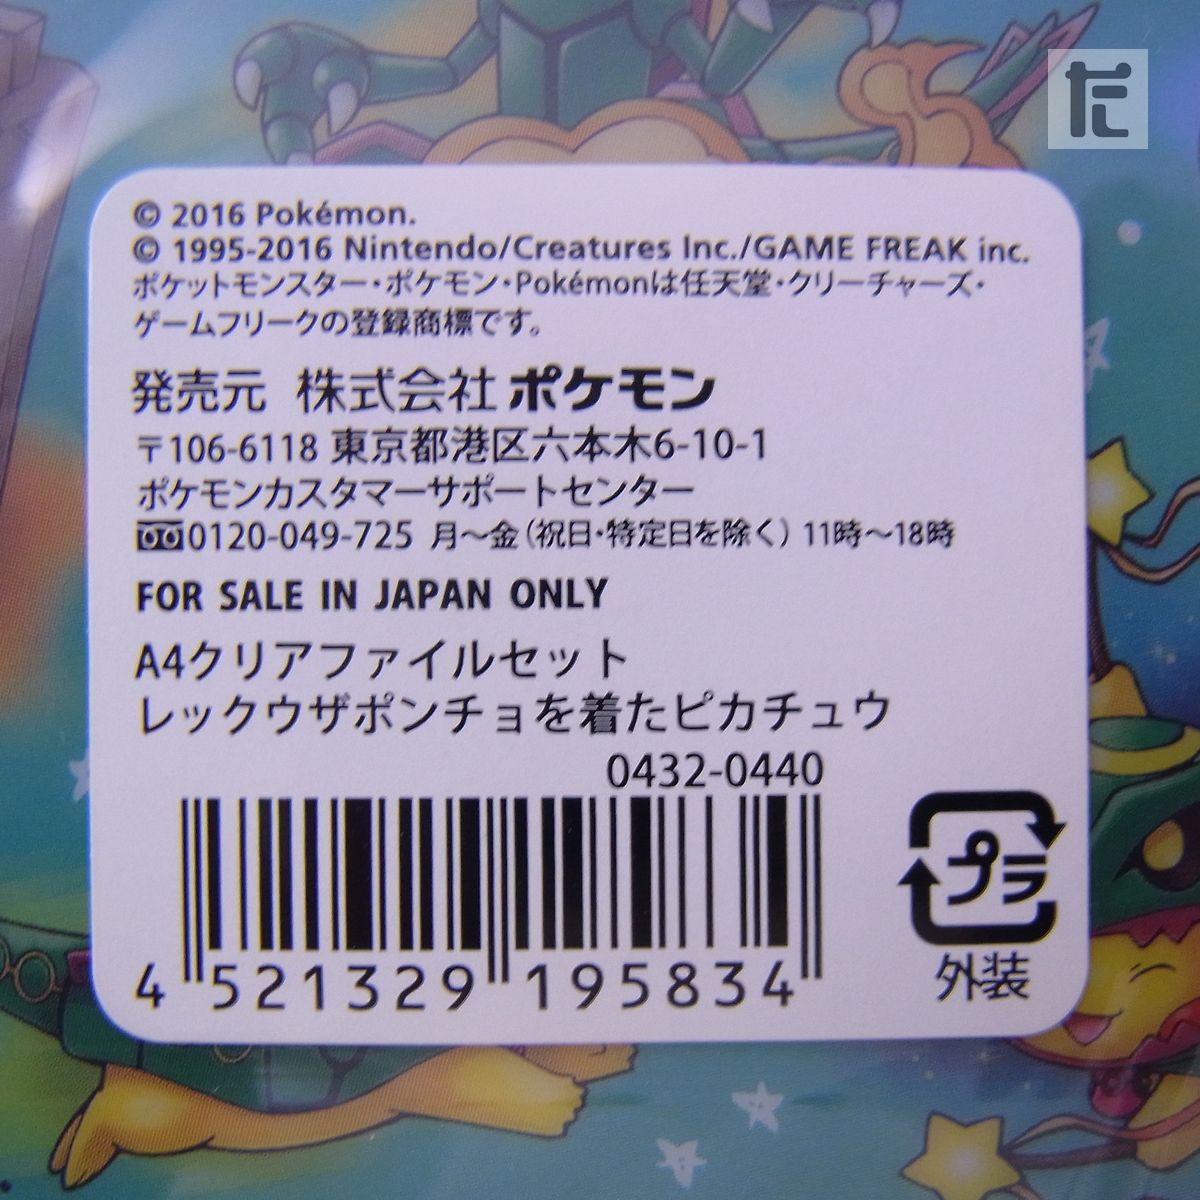 © 2016 Pokémon.
© 1995-2016 Nintendo/Creatures Inc./GAME FREAK inc.
ポケットモンスター・ポケモン・Pokémonは任天堂・クリーチャーズ・
ゲームフリークの登録商標です。
発売元 株式会社ポケモン
〒106-6118 東京都港区六本木6-10-1
ポケモンカスタマーサポートセンター
0120-049-725 月～金(祝日・特定日を除く) 11時～18時
FOR SALE IN JAPAN ONLY
A4クリアファイルセット
レックウザポンチョを着たピカチュウ
0432-0440
4 521329 195834
プラ
外装